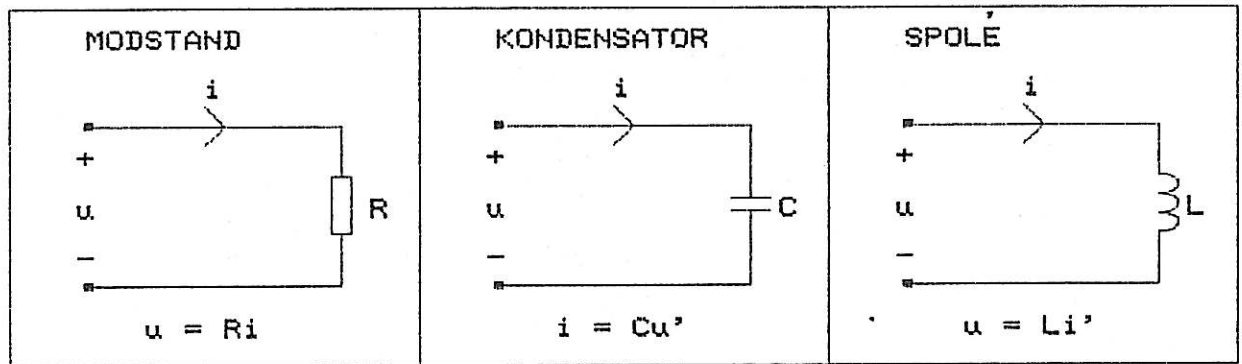 MODSTAND
i
+
u
R
−
u = Ri
KONDENSATOR
i
+
u
C
−
i = Cu'
SPOLE
i
+
u
L
−
u = Li'